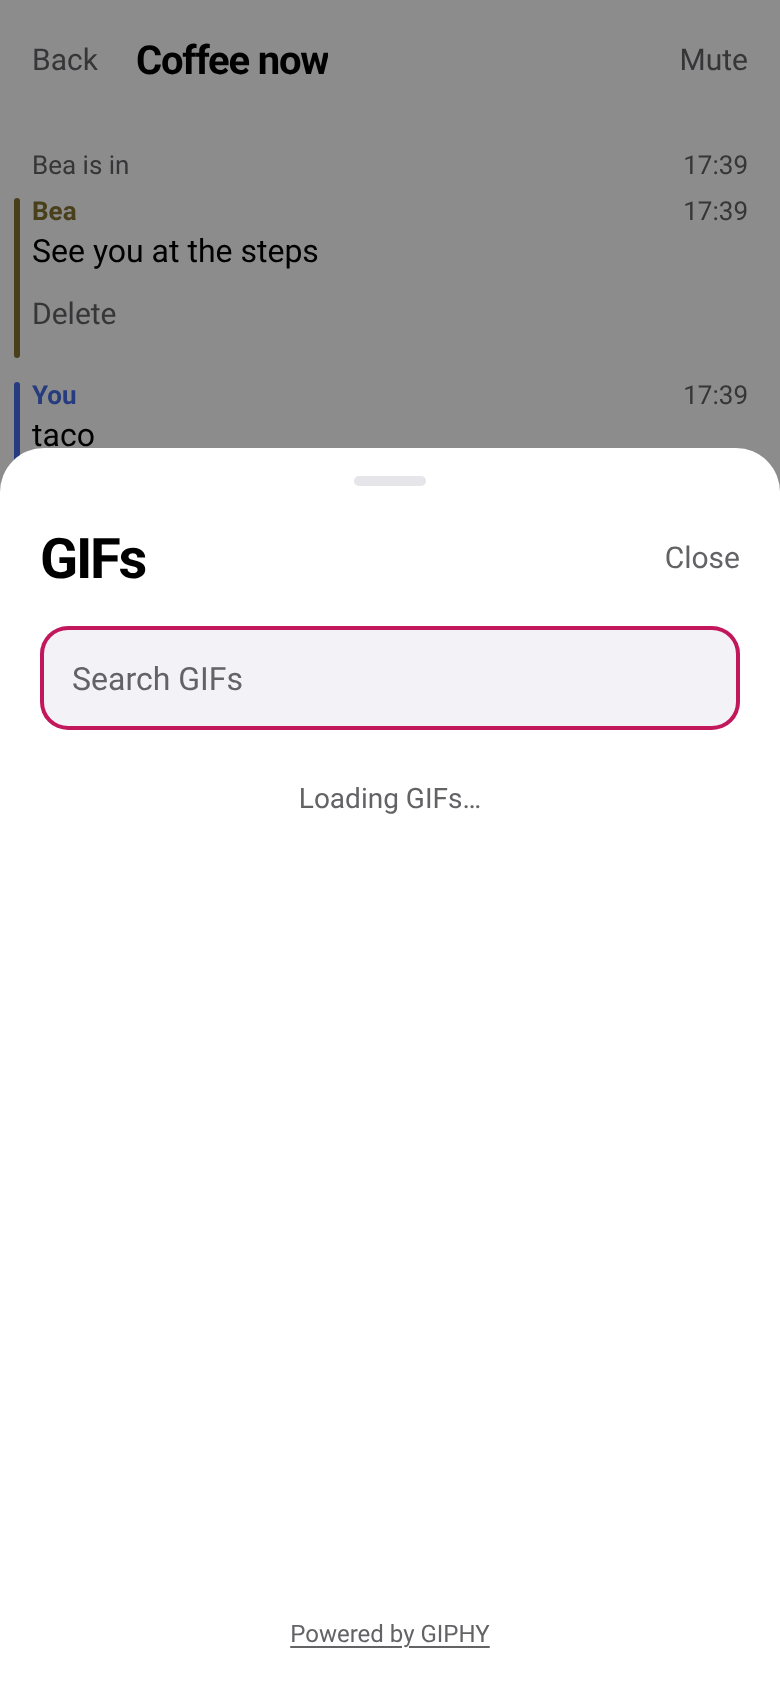 Back Coffee now Mute
Bea is in 17:39
Bea 17:39
See you at the steps
Delete
You 17:39
taco
GIFs Close
Search GIFs
Loading GIFs…
Powered by GIPHY